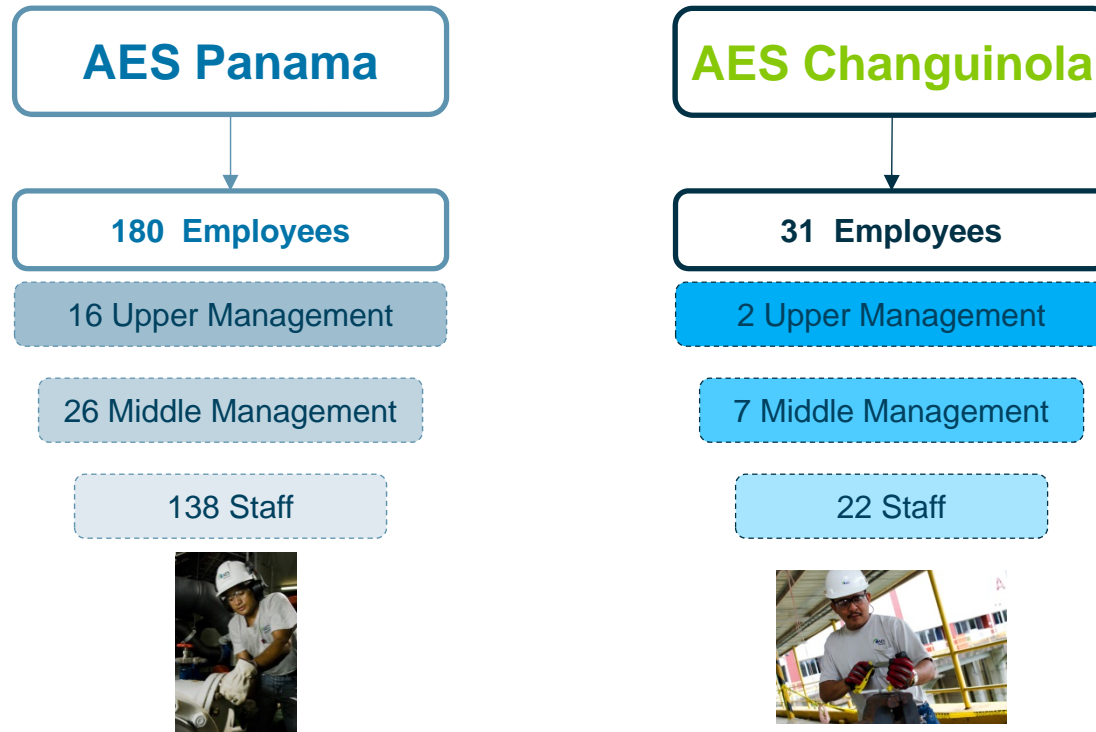 AES Panama
180 Employees
16 Upper Management
26 Middle Management
138 Staff
AES Changuinola
31 Employees
2 Upper Management
7 Middle Management
22 Staff